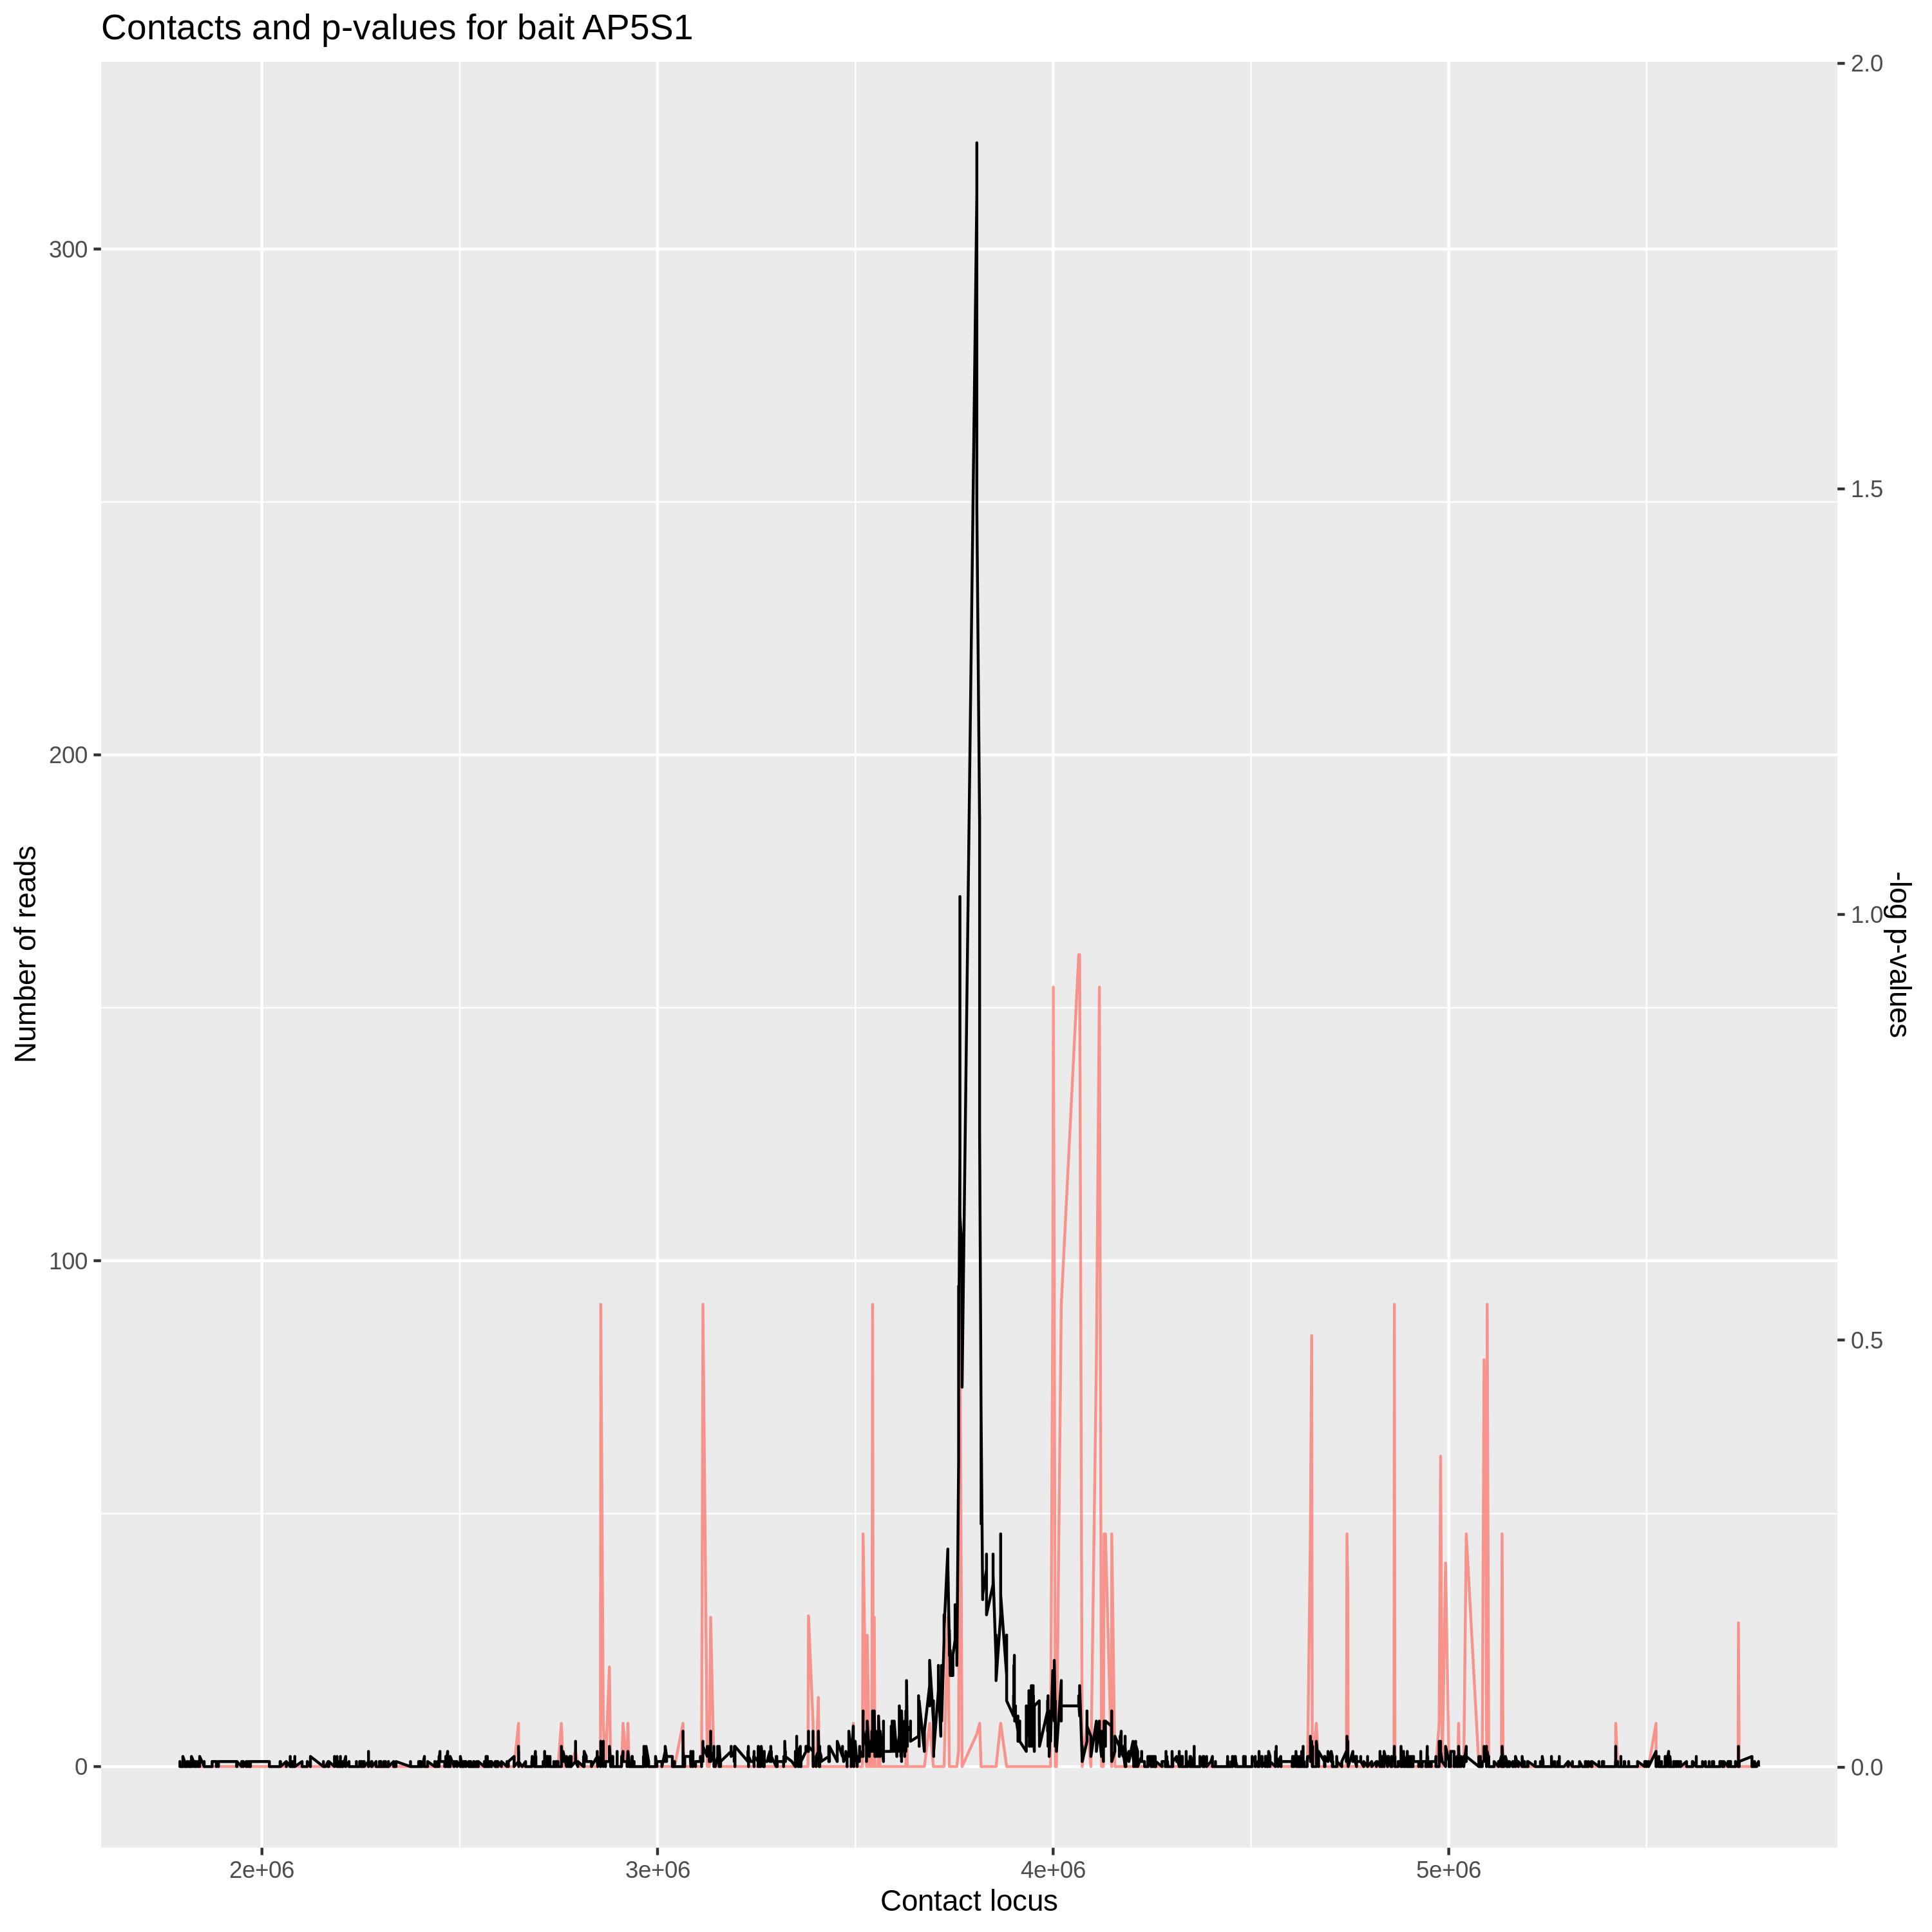 Contacts and p-values for bait AP5S1
2.0
300
1.5
200
Number of reads
-log p-values
1.0
100
0.5
0
0.0
2e+06
3e+06
4e+06
5e+06
Contact locus